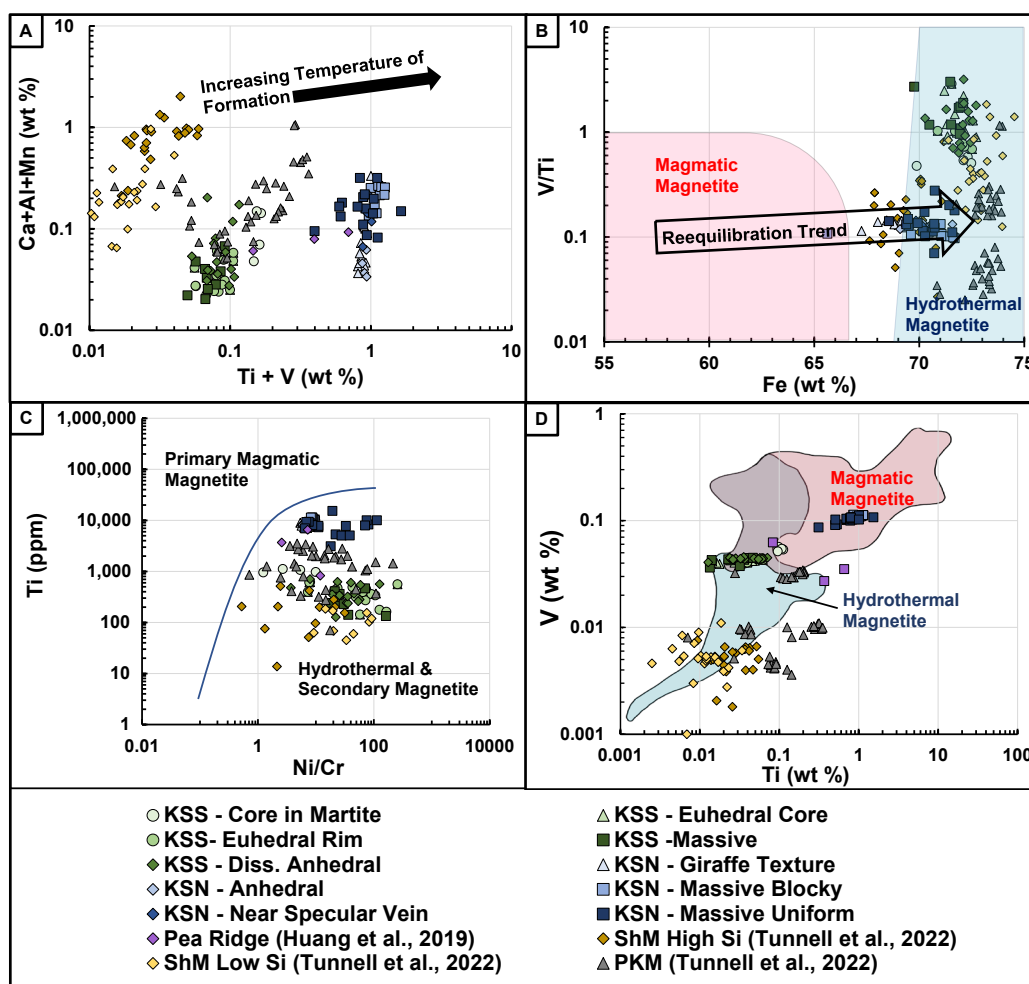 A
Increasing Temperature of
Formation
Ca+Al+Mn (wt %)
10
1
0.1
0.01
0.01
0.1
1
10
Ti + V (wt %)
B
Magmatic
Magnetite
Reequilibration Trend
Hydrothermal
Magnetite
V/Ti
10
1
0.1
0.01
55
60
65
70
75
Fe (wt %)
C
Primary Magmatic
Magnetite
Hydrothermal &
Secondary Magnetite
Ti (ppm)
1,000,000
100,000
10,000
1,000
100
10
1
0.01
1
100
10000
Ni/Cr
D
Magmatic
Magnetite
Hydrothermal
Magnetite
V (wt %)
1
0.1
0.01
0.001
0.001
0.01
0.1
1
10
100
Ti (wt %)
KSS - Core in Martite
KSS - Euhedral Core
KSS- Euhedral Rim
KSS -Massive
KSS - Diss. Anhedral
KSN - Giraffe Texture
KSN - Anhedral
KSN - Massive Blocky
KSN - Near Specular Vein
KSN - Massive Uniform
Pea Ridge (Huang et al., 2019)
ShM High Si (Tunnell et al., 2022)
ShM Low Si (Tunnell et al., 2022)
PKM (Tunnell et al., 2022)